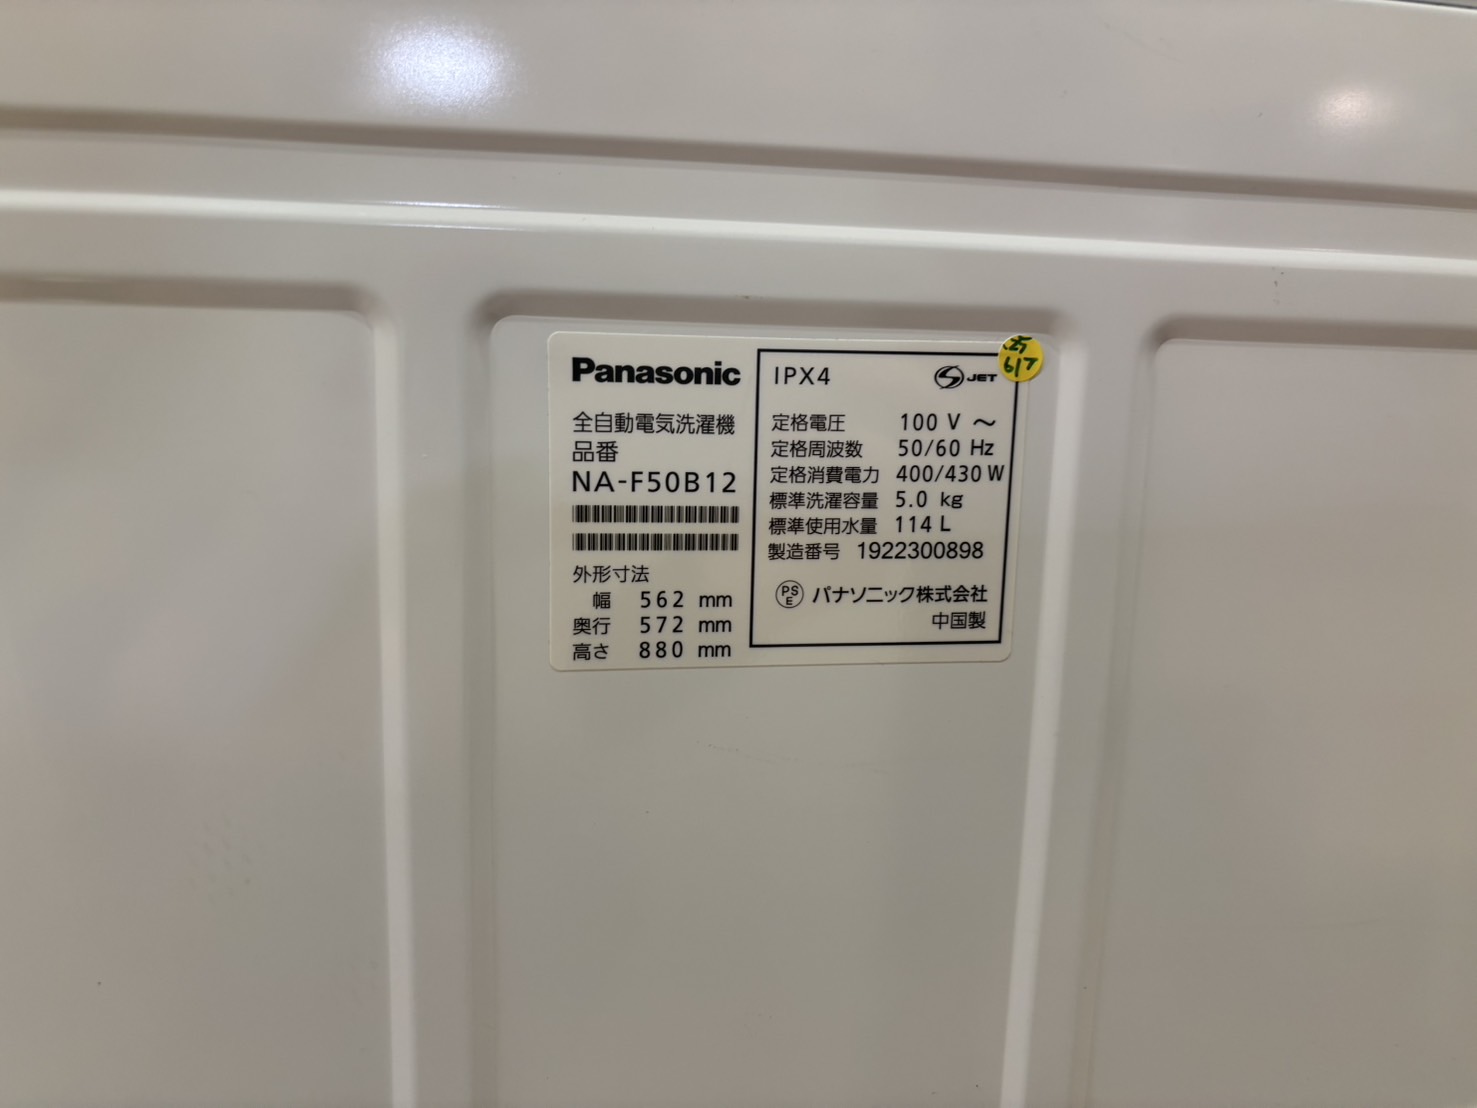 Panasonic
全自動電気洗濯機
品番
NA-F50B12
外形寸法
幅 562 mm
奥行 572 mm
高さ 880 mm
IPX4
JET
定格電圧 100 V ～
定格周波数 50/60 Hz
定格消費電力 400/430 W
標準洗濯容量 5.0 kg
標準使用水量 114 L
製造番号 1922300898
PS
E
パナソニック株式会社
中国製
6/7